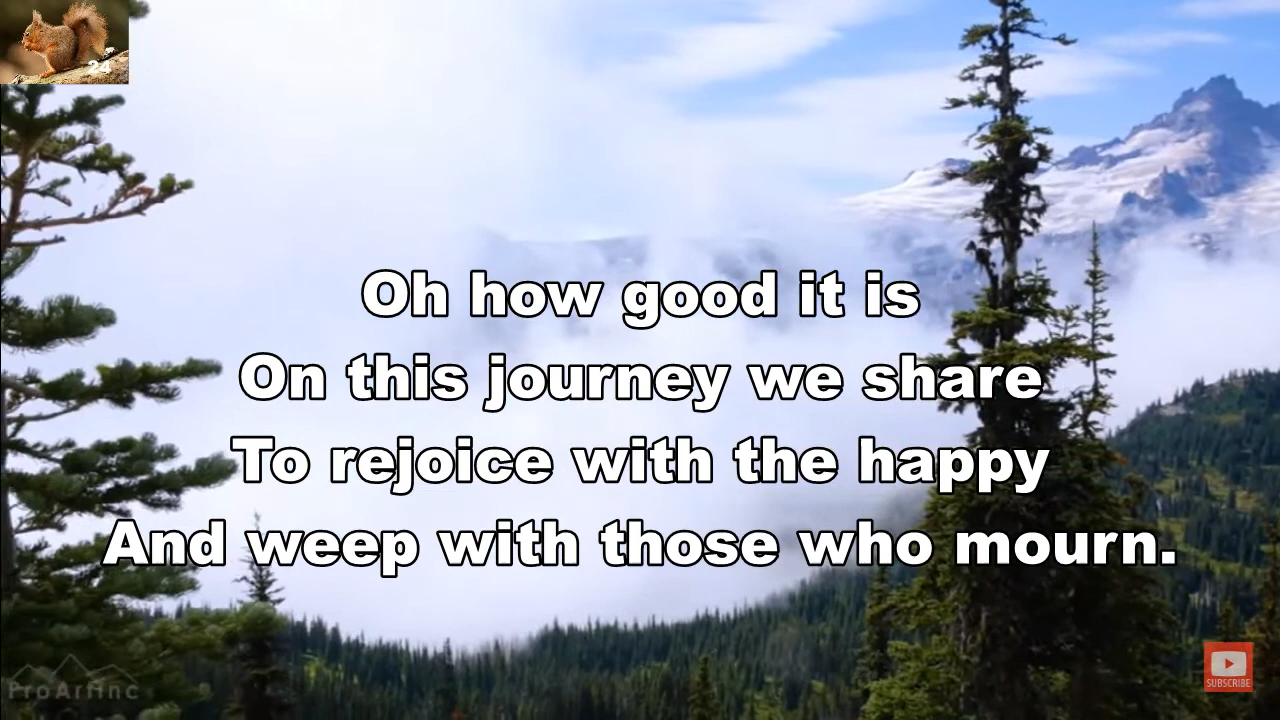 24
Oh how good it is
On this journey we share
To rejoice with the happy
And weep with those who mourn.
ProArtInc
SUBSCRIBE